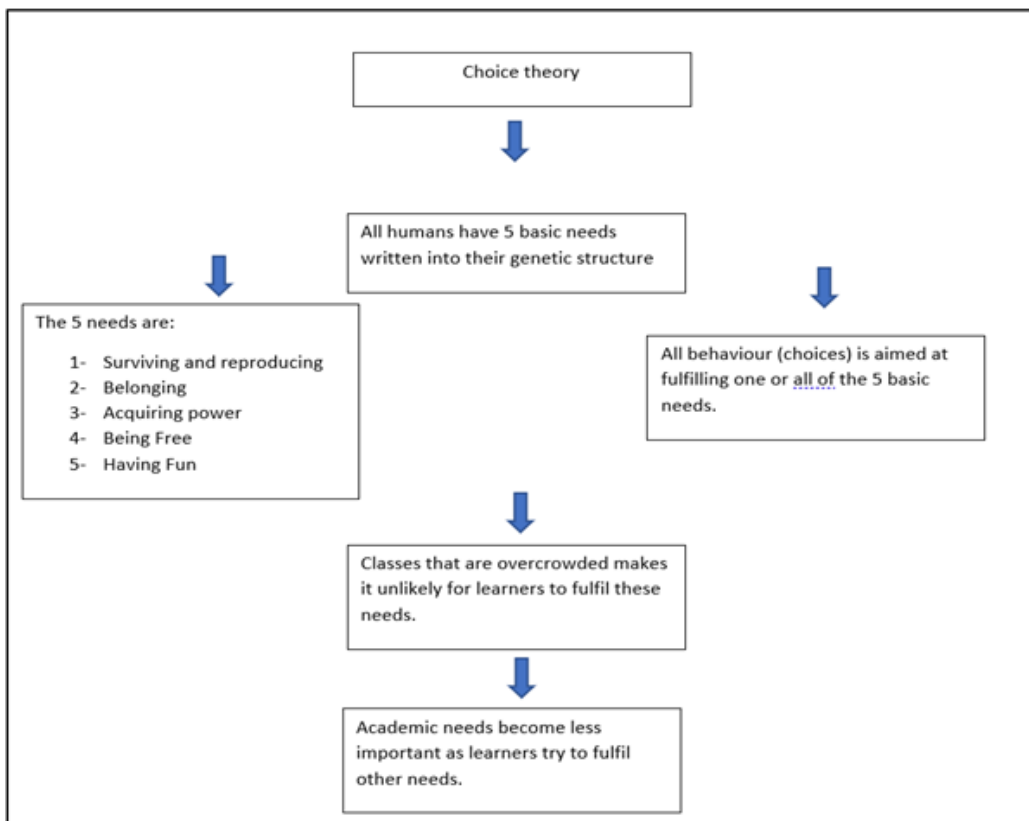 Choice theory
All humans have 5 basic needs
written into their genetic structure
The 5 needs are:
1- Surviving and reproducing
2- Belonging
3- Acquiring power
4- Being Free
5- Having Fun
All behaviour (choices) is aimed at
fulfilling one or all of the 5 basic
needs.
Classes that are overcrowded makes
it unlikely for learners to fulfil these
needs.
Academic needs become less
important as learners try to fulfil
other needs.